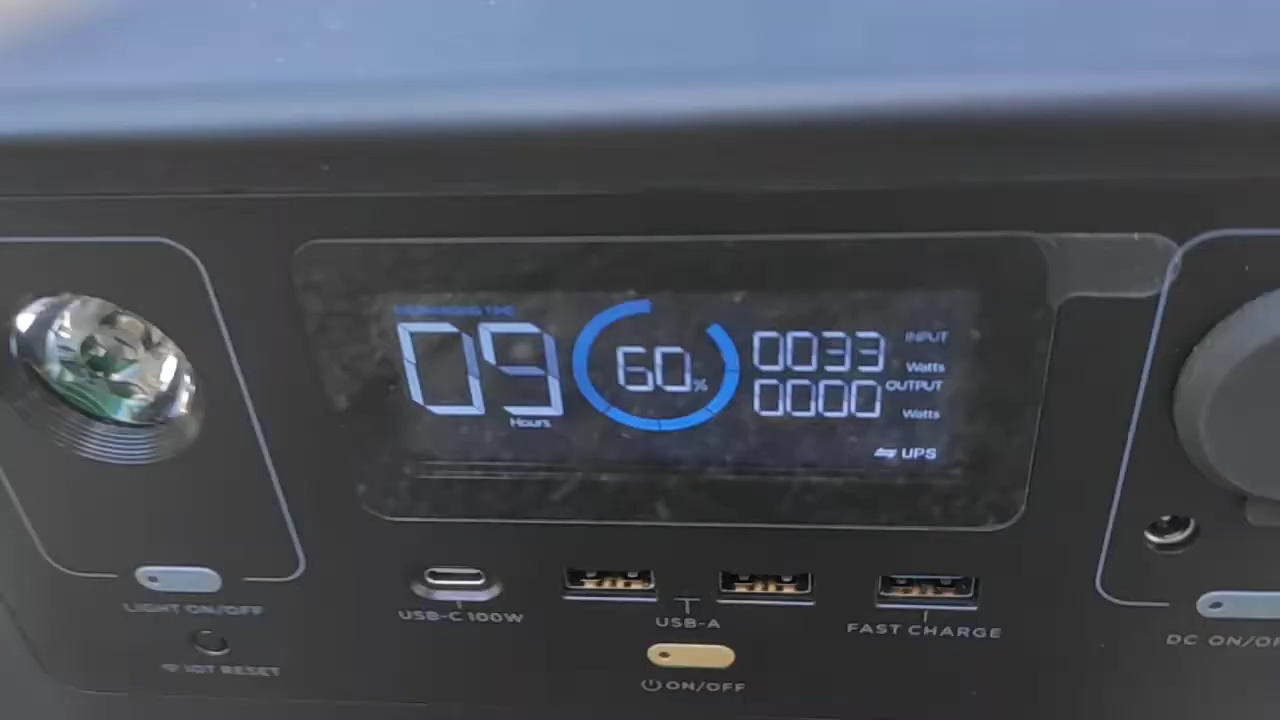 09
Hours
60%
0033 INPUT
Watts
0000 OUTPUT
Watts
UPS
LIGHT ON/OFF
IOT RESET
USB-C 100W
USB-A
FAST CHARGE
ON/OFF
DC ON/OF